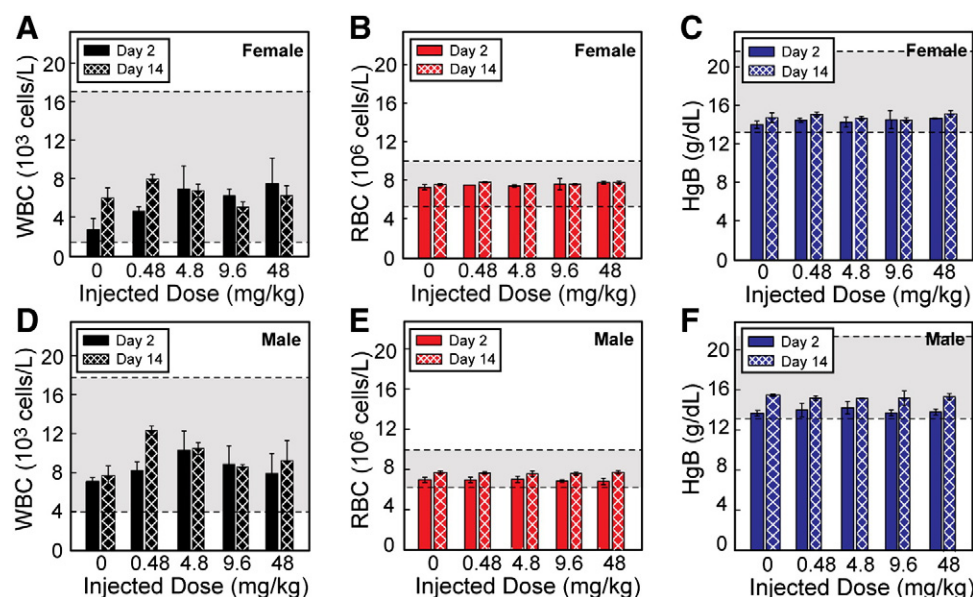 A
WBC (10³ cells/L)
20
16
12
8
4
0
Day 2
Day 14
Female
0 0.48 4.8 9.6 48
Injected Dose (mg/kg)
B
RBC (10⁶ cells/L)
20
16
12
8
4
0
Day 2
Day 14
Female
0 0.48 4.8 9.6 48
Injected Dose (mg/kg)
C
HgB (g/dL)
20
16
12
8
4
0
Day 2
Day 14
Female
0 0.48 4.8 9.6 48
Injected Dose (mg/kg)
D
WBC (10³ cells/L)
20
16
12
8
4
0
Day 2
Day 14
Male
0 0.48 4.8 9.6 48
Injected Dose (mg/kg)
E
RBC (10⁶ cells/L)
20
16
12
8
4
0
Day 2
Day 14
Male
0 0.48 4.8 9.6 48
Injected Dose (mg/kg)
F
HgB (g/dL)
20
16
12
8
4
0
Day 2
Day 14
Male
0 0.48 4.8 9.6 48
Injected Dose (mg/kg)